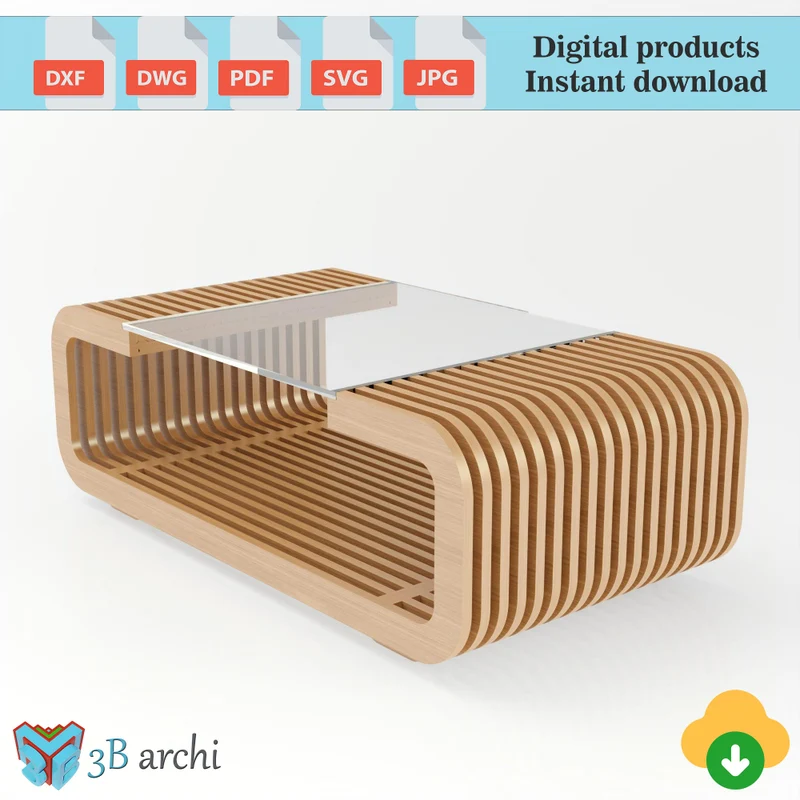 DXF DWG PDF SVG JPG
Digital products
Instant download
3B archi